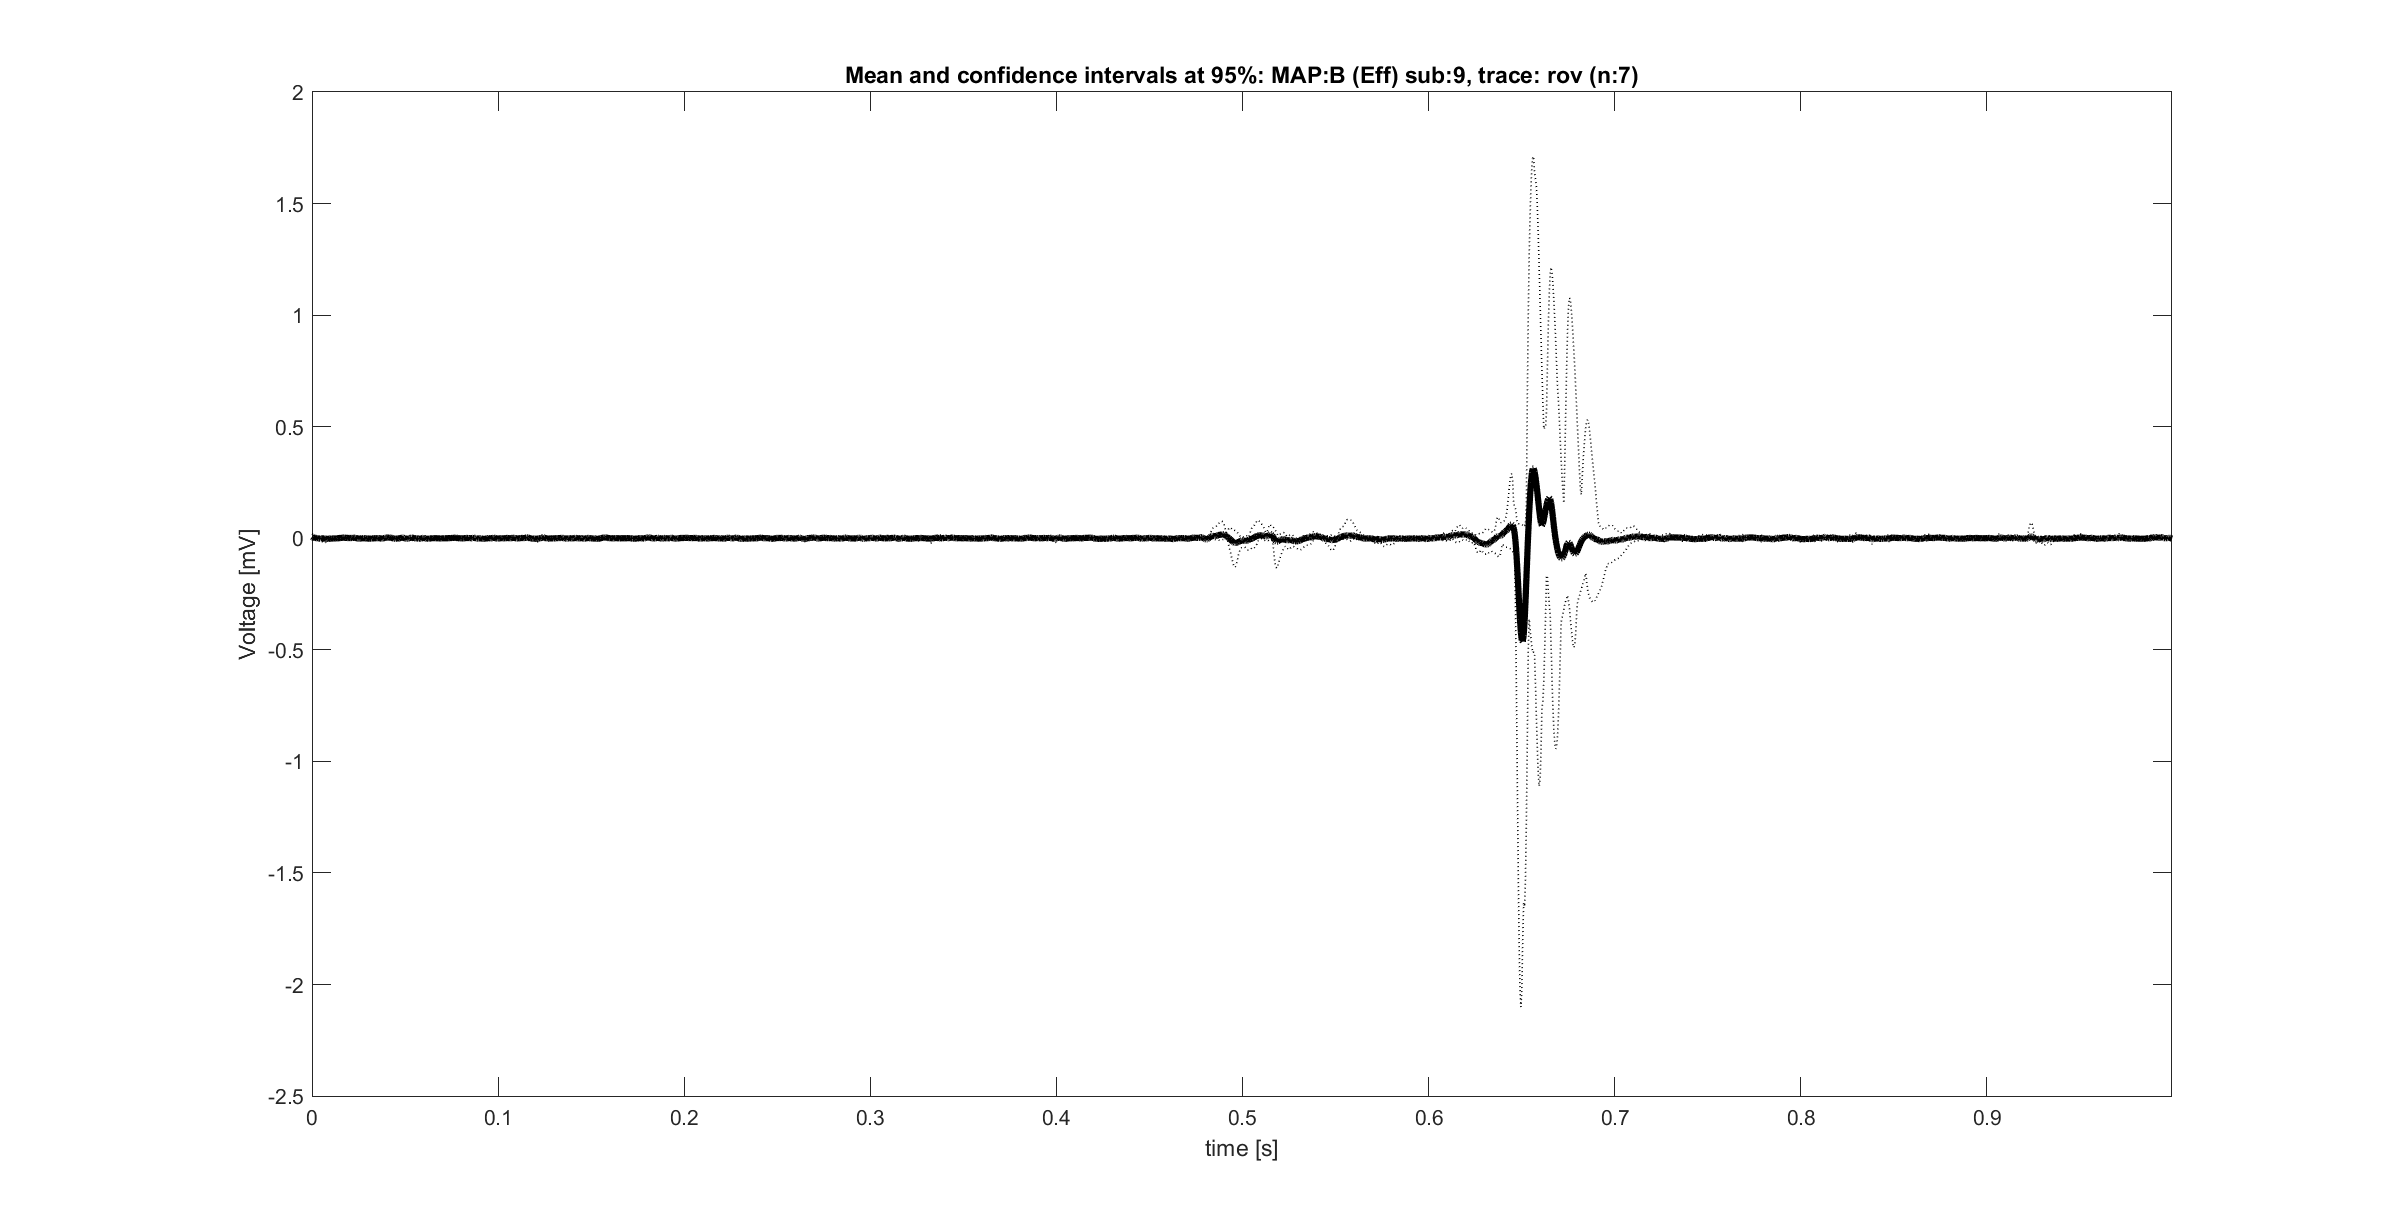 Mean and confidence intervals at 95%: MAP:B (Eff) sub:9, trace: rov (n:7)
2
1.5
1
0.5
0
-0.5
-1
-1.5
-2
-2.5
Voltage [mV]
0 0.1 0.2 0.3 0.4 0.5 0.6 0.7 0.8 0.9
time [s]